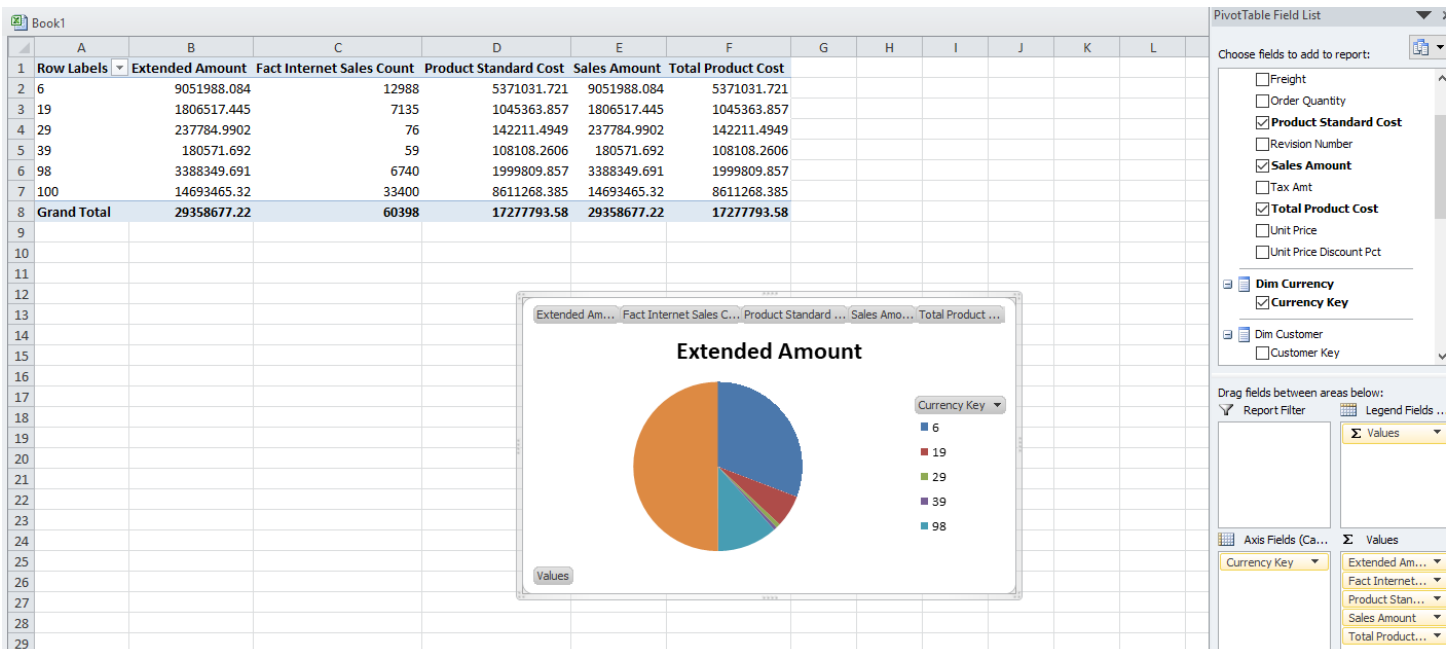 Book1
A B C D E F G H I J K L
1 Row Labels Extended Amount Fact Internet Sales Count Product Standard Cost Sales Amount Total Product Cost
2 6 9051988.084 12988 5371031.721 9051988.084 5371031.721
3 19 1806517.445 7135 1045363.857 1806517.445 1045363.857
4 29 237784.9902 76 142211.4949 237784.9902 142211.4949
5 39 180571.692 59 108108.2606 180571.692 108108.2606
6 98 3388349.691 6740 1999809.857 3388349.691 1999809.857
7 100 14693465.32 33400 8611268.385 14693465.32 8611268.385
8 Grand Total 29358677.22 60398 17277793.58 29358677.22 17277793.58
9
10
11
12
13
14
15
16
17
18
19
20
21
22
23
24
25
26
27
28
29
Extended Am... Fact Internet Sales C... Product Standard ... Sales Amo... Total Product ...
Extended Amount
Currency Key
6
19
29
39
98
Values
PivotTable Field List
Choose fields to add to report:
Freight
Order Quantity
Product Standard Cost
Revision Number
Sales Amount
Tax Amt
Total Product Cost
Unit Price
Unit Price Discount Pct
Dim Currency
Currency Key
Dim Customer
Customer Key
Drag fields between areas below:
Report Filter Legend Fields ...
Σ Values
Axis Fields (Ca... Σ Values
Currency Key Extended Am...
Fact Internet...
Product Stan...
Sales Amount
Total Product...